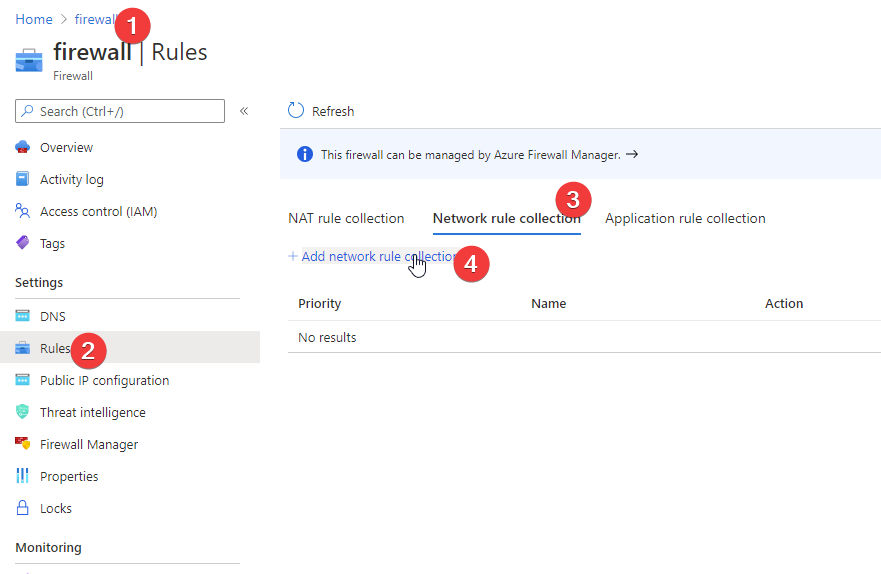 Home > firewall
1
firewall | Rules
Firewall
Search (Ctrl+/)
«
Overview
Activity log
Access control (IAM)
Tags
Settings
DNS
Rules
2
Public IP configuration
Threat intelligence
Firewall Manager
Properties
Locks
Monitoring
Refresh
This firewall can be managed by Azure Firewall Manager. →
3
NAT rule collection Network rule collection Application rule collection
+ Add network rule collection
4
Priority Name Action
No results